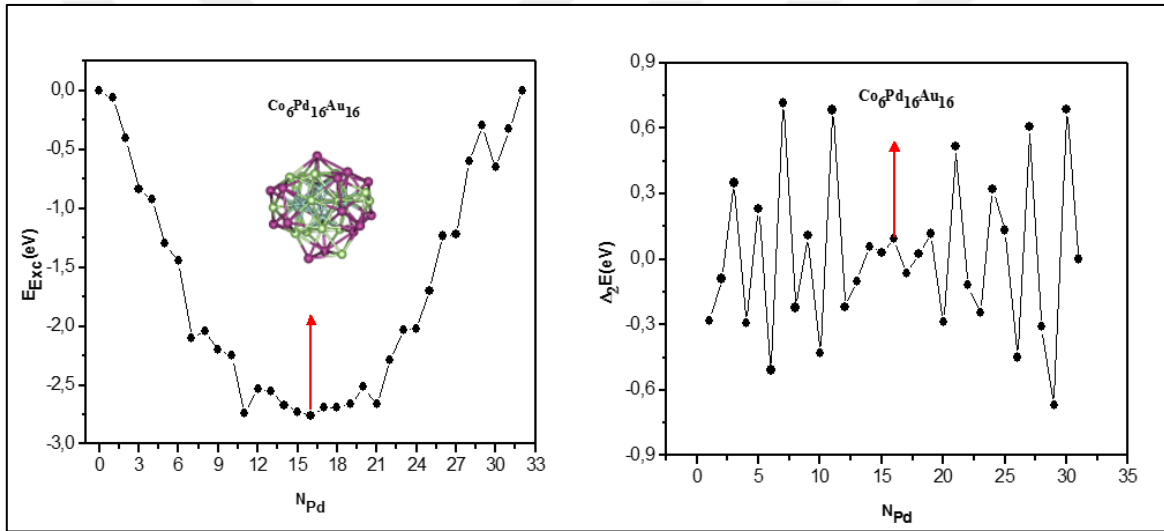 E_Exc(eV)
0,0
-0,5
-1,0
-1,5
-2,0
-2,5
-3,0
Co6Pd16Au16
0 3 6 9 12 15 18 21 24 27 30 33
N_Pd
Δ2E(eV)
0,9
0,6
0,3
0,0
-0,3
-0,6
-0,9
Co6Pd16Au16
0 5 10 15 20 25 30 35
N_Pd